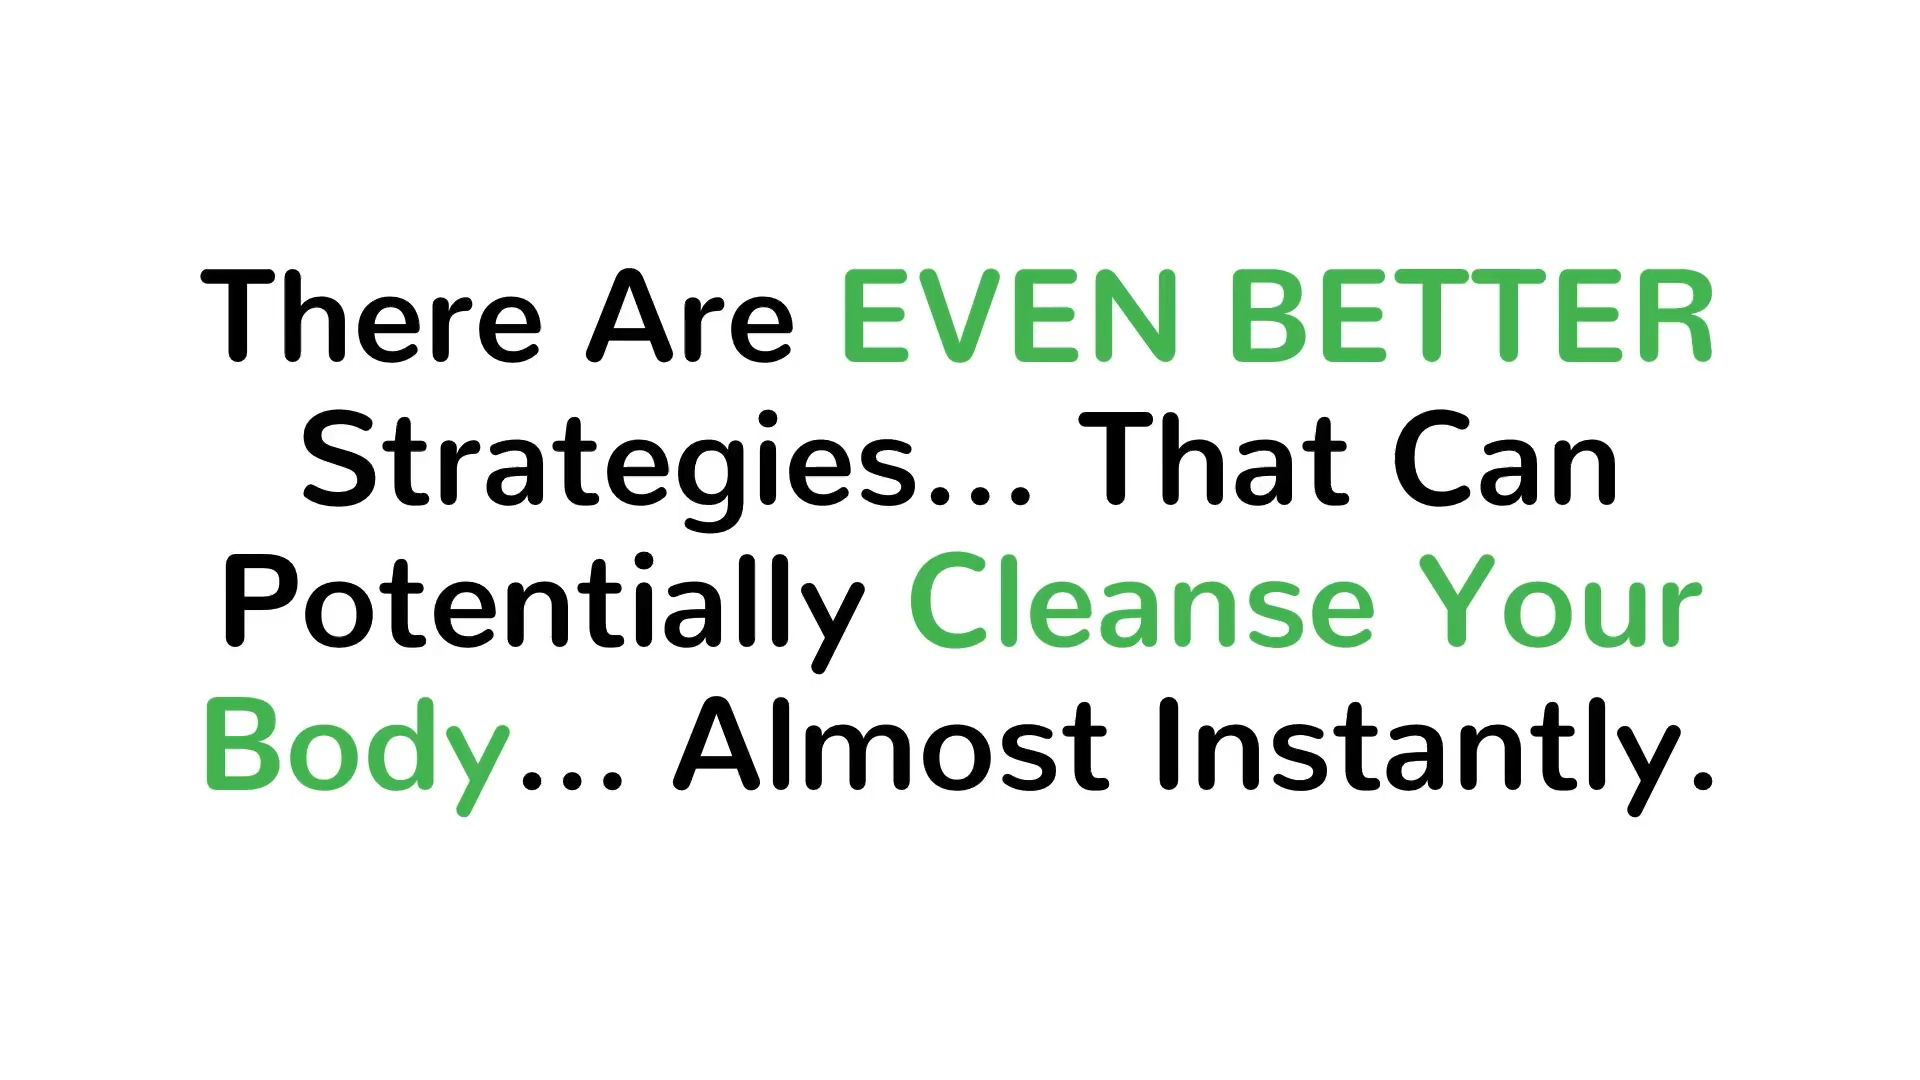 There Are EVEN BETTER
Strategies... That Can
Potentially Cleanse Your
Body... Almost Instantly.